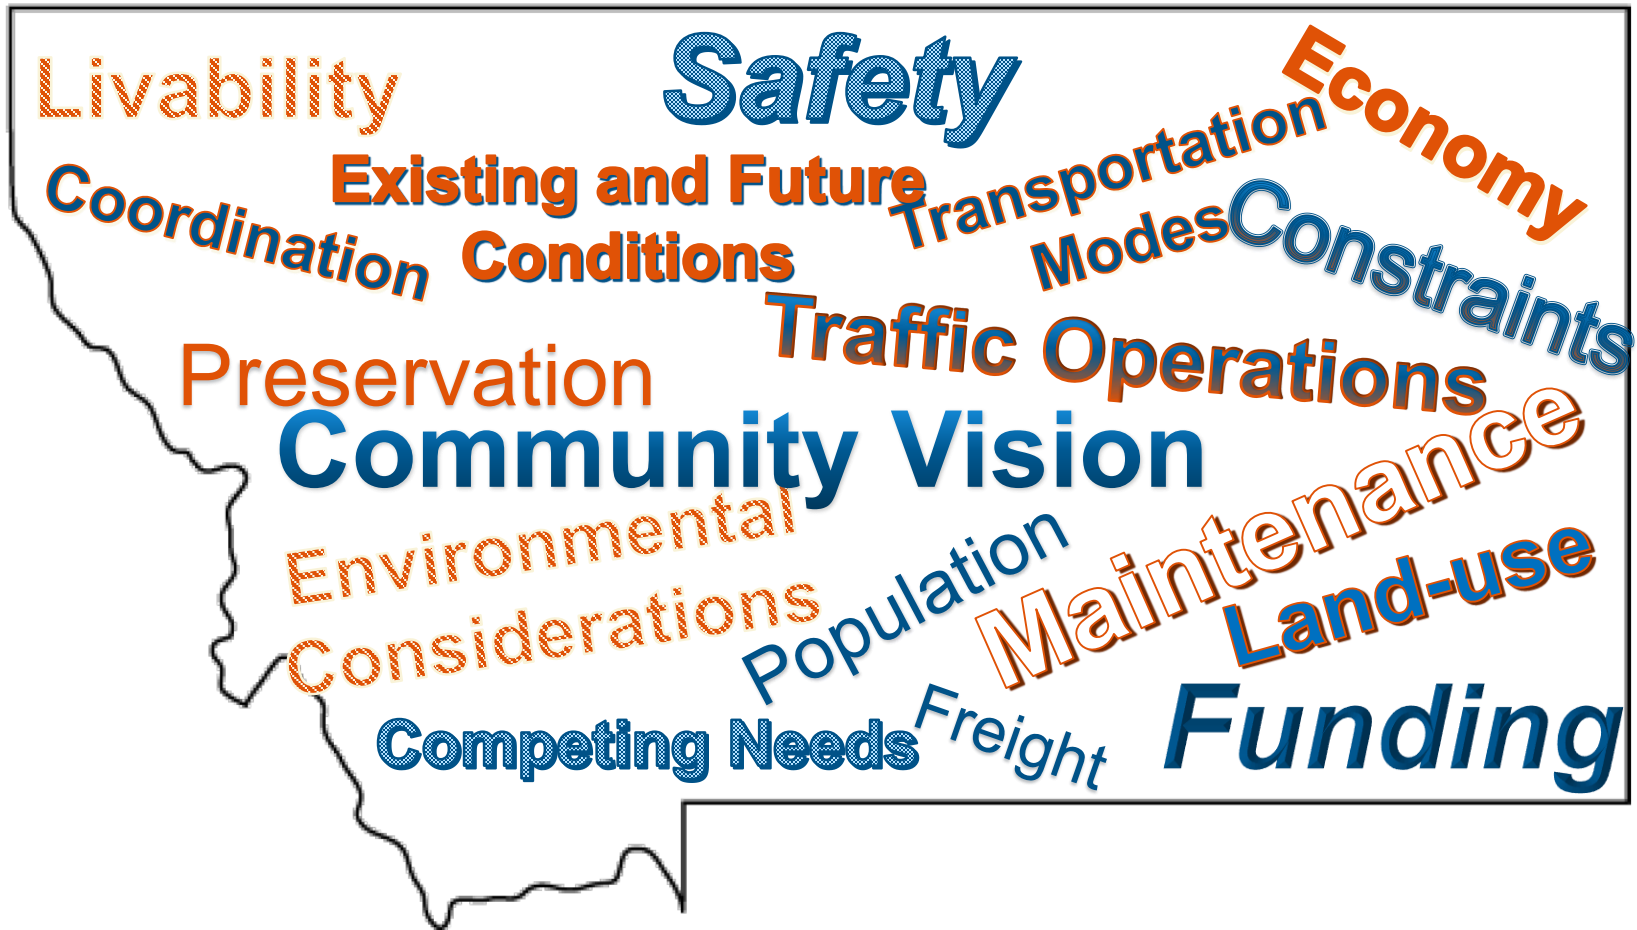 Livability
Safety
Economy
Coordination
Existing and Future
Conditions
Transportation
Modes
Constraints
Traffic Operations
Preservation
Community Vision
Maintenance
Environmental
Considerations
Population
Land-use
Competing Needs
Freight
Funding